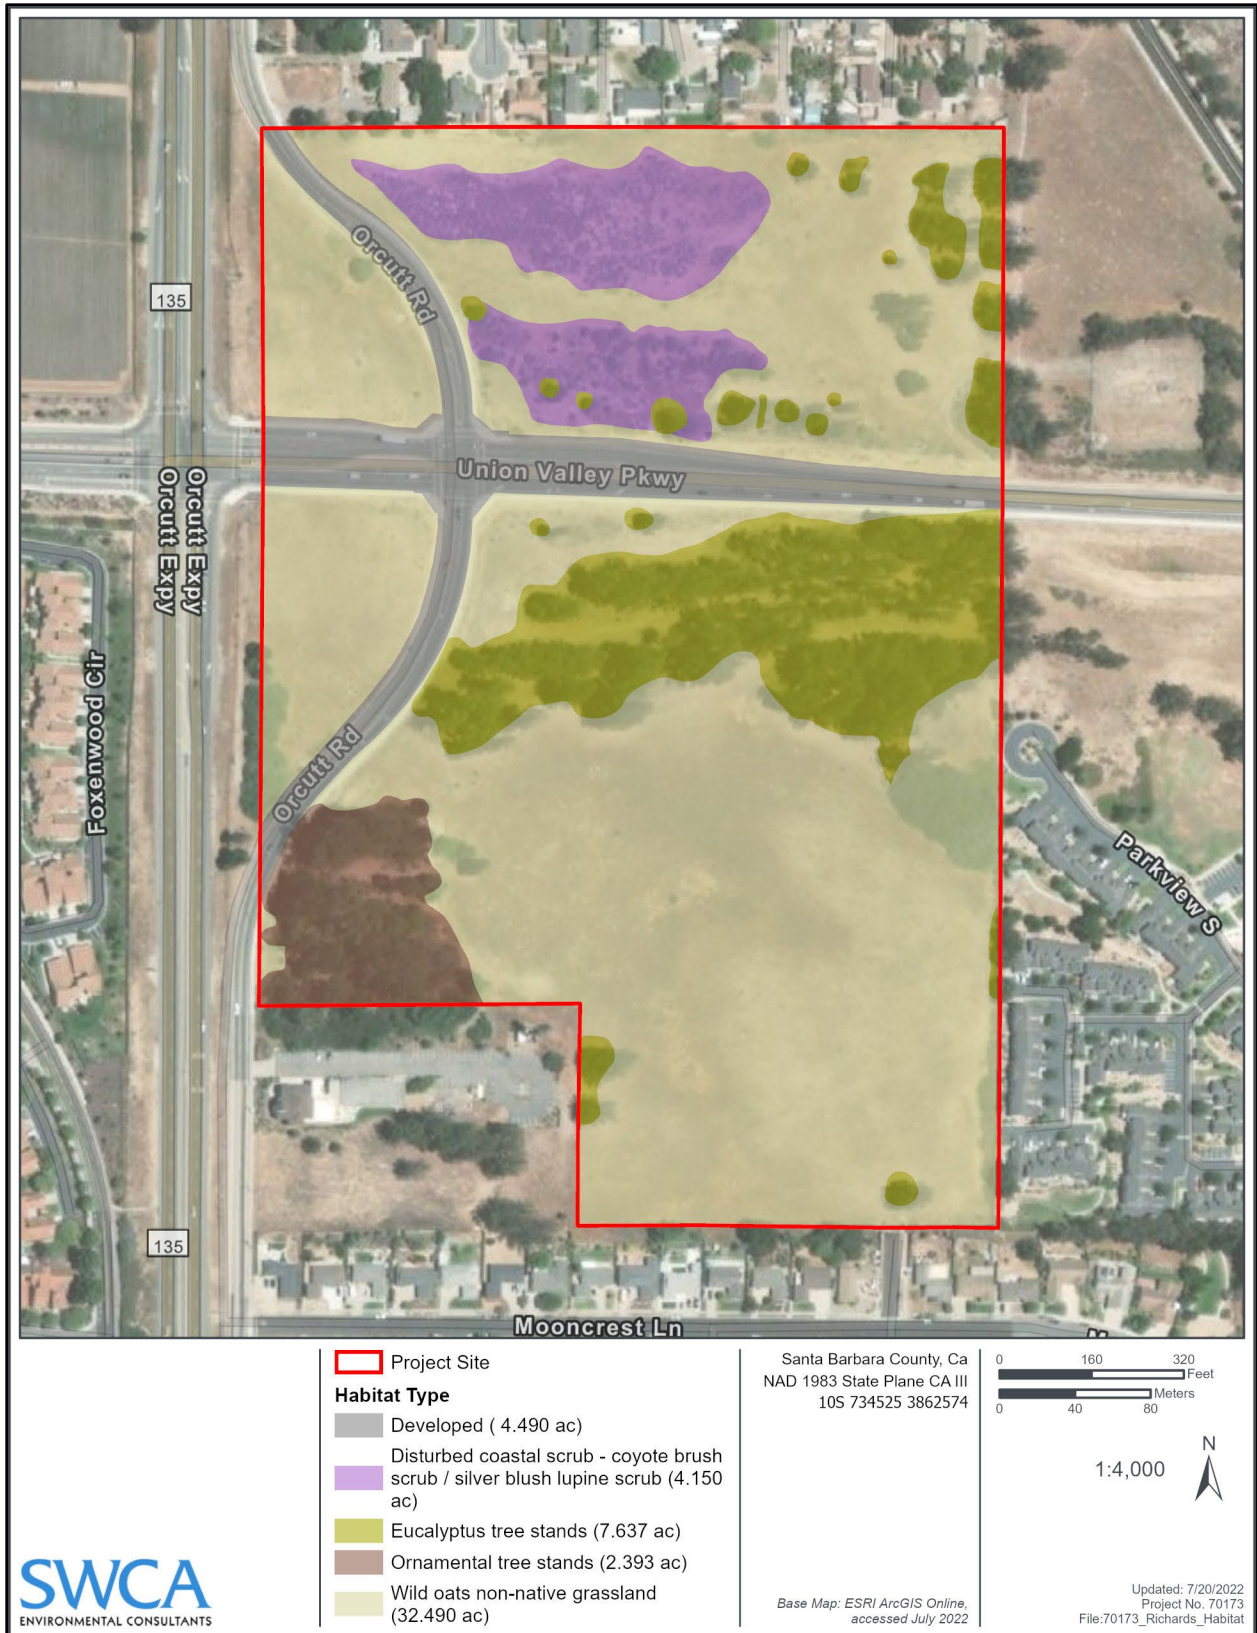 Orcutt Rd
135
Union Valley Pkwy
Orcutt Expy
Orcutt Expy
Foxenwood Cir
Orcutt Rd
Parkview S
135
Mooncrest Ln
Project Site
Habitat Type
Developed ( 4.490 ac)
Disturbed coastal scrub - coyote brush
scrub / silver blush lupine scrub (4.150
ac)
Eucalyptus tree stands (7.637 ac)
Ornamental tree stands (2.393 ac)
Wild oats non-native grassland
(32.490 ac)
Santa Barbara County, Ca
NAD 1983 State Plane CA III
10S 734525 3862574
Base Map: ESRI ArcGIS Online,
accessed July 2022
0 160 320
Feet
Meters
0 40 80
N
1:4,000
Updated: 7/20/2022
Project No. 70173
File:70173_Richards_Habitat
SWCA
ENVIRONMENTAL CONSULTANTS